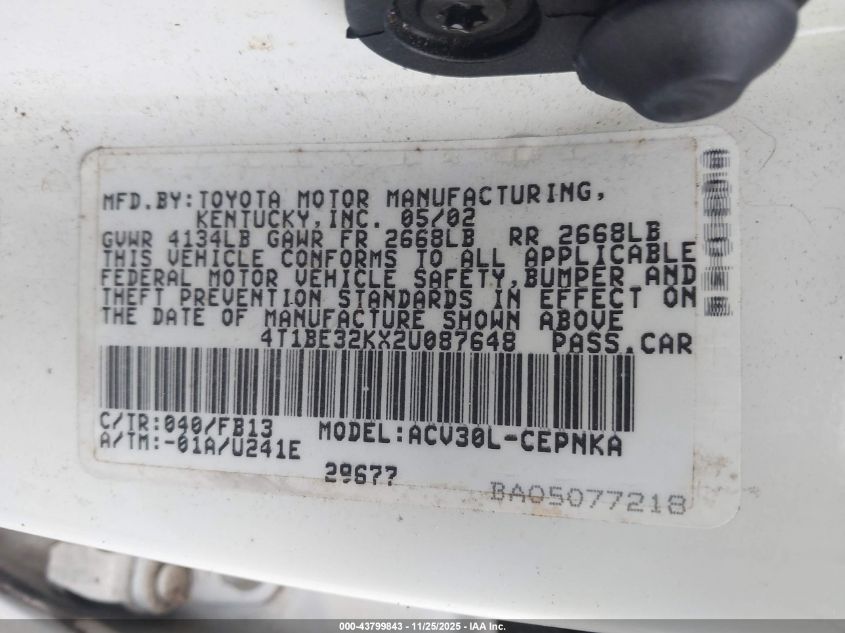 MFD.BY:TOYOTA MOTOR MANUFACTURING,
KENTUCKY,INC. 05/02
GVWR 4134LB GAWR FR 2668LB RR 2668LB
THIS VEHICLE CONFORMS TO ALL APPLICABLE
FEDERAL MOTOR VEHICLE SAFETY,BUMPER AND
THEFT PREVENTION STANDARDS IN EFFECT ON
THE DATE OF MANUFACTURE SHOWN ABOVE
4T1BE32KX2U087648 PASS.CAR
C/TR:040/FB13 MODEL:ACV30L-CEPNKA
A/TM:-01A/U241E
29677
BA05077218
000-43799843 - 11/25/2025 - IAA Inc.